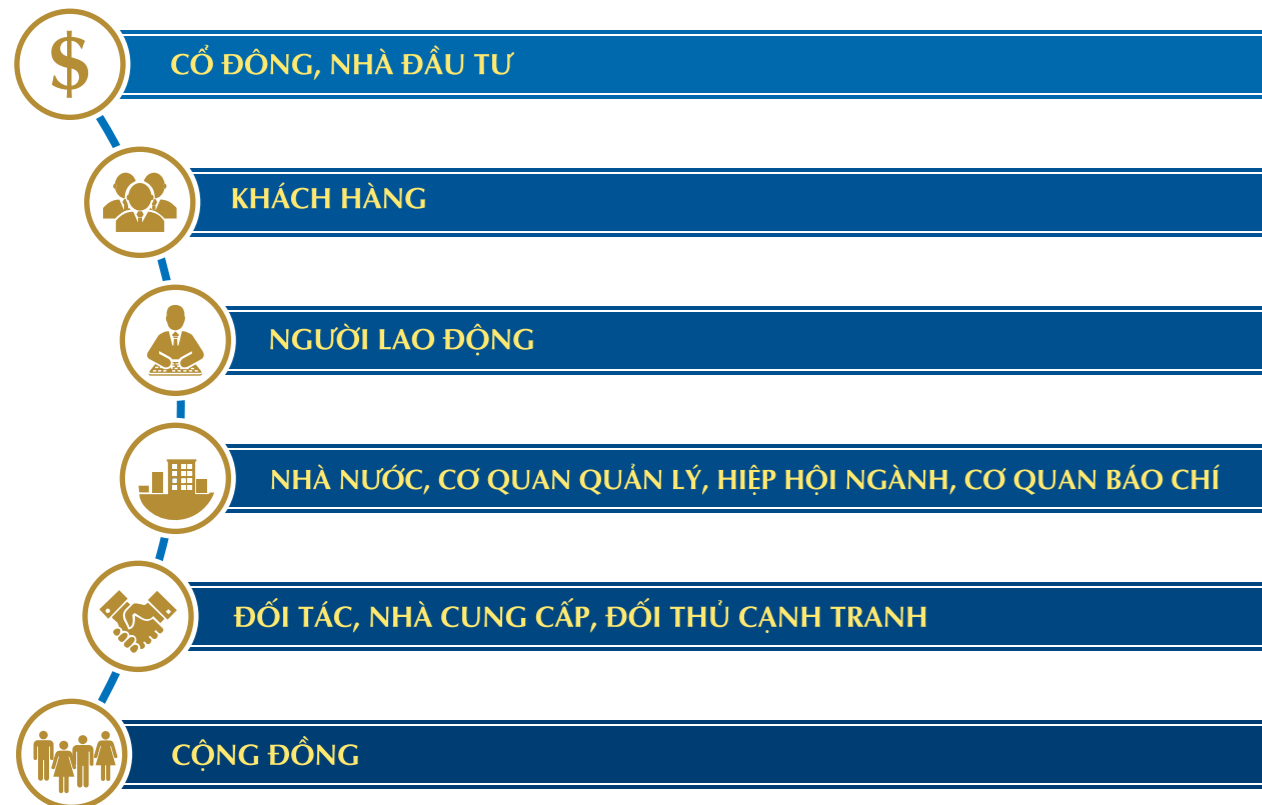 $
CỔ ĐÔNG, NHÀ ĐẦU TƯ
KHÁCH HÀNG
NGƯỜI LAO ĐỘNG
NHÀ NƯỚC, CƠ QUAN QUẢN LÝ, HIỆP HỘI NGÀNH, CƠ QUAN BÁO CHÍ
ĐỐI TÁC, NHÀ CUNG CẤP, ĐỐI THỦ CẠNH TRANH
CỘNG ĐỒNG